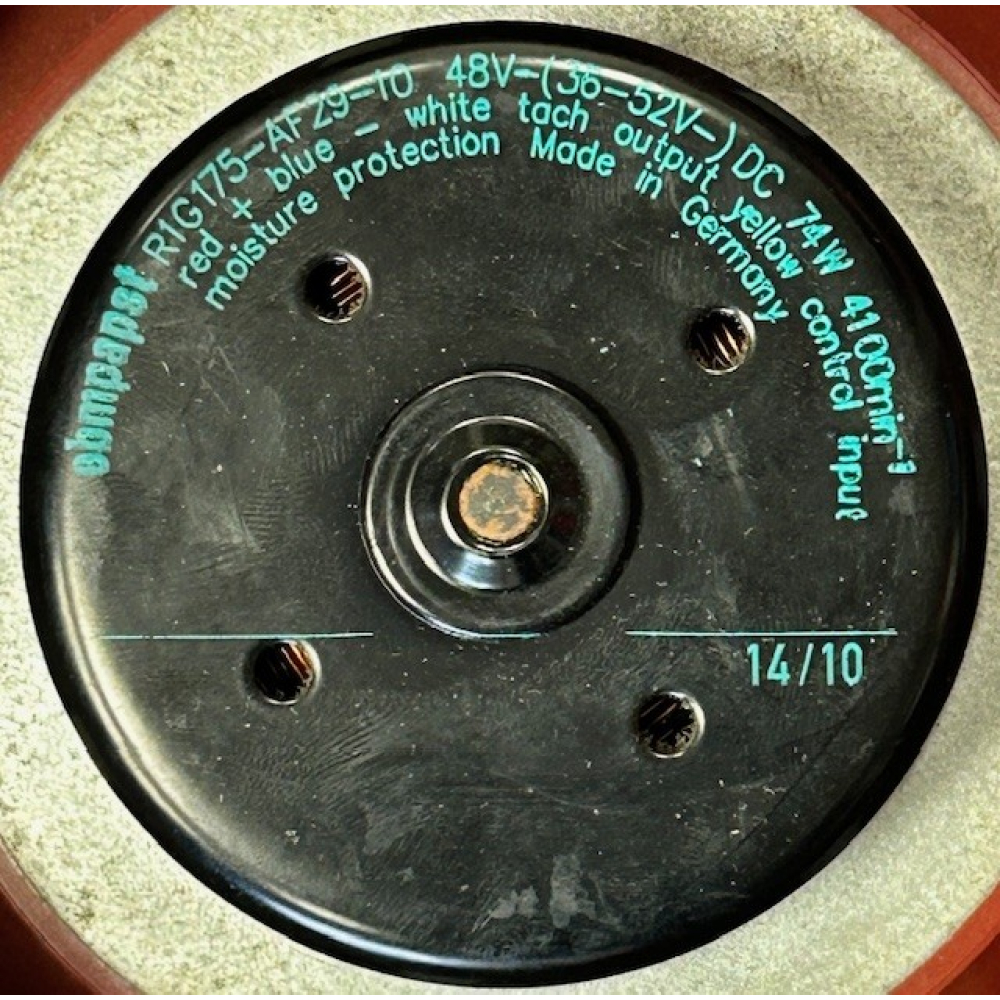 ebmpapst
R1G175-AF29-10 48V-(36-52V-)DC 74W 4100min⁻¹
red + blue - white tach output yellow control input
moisture protection Made in Germany
14/10